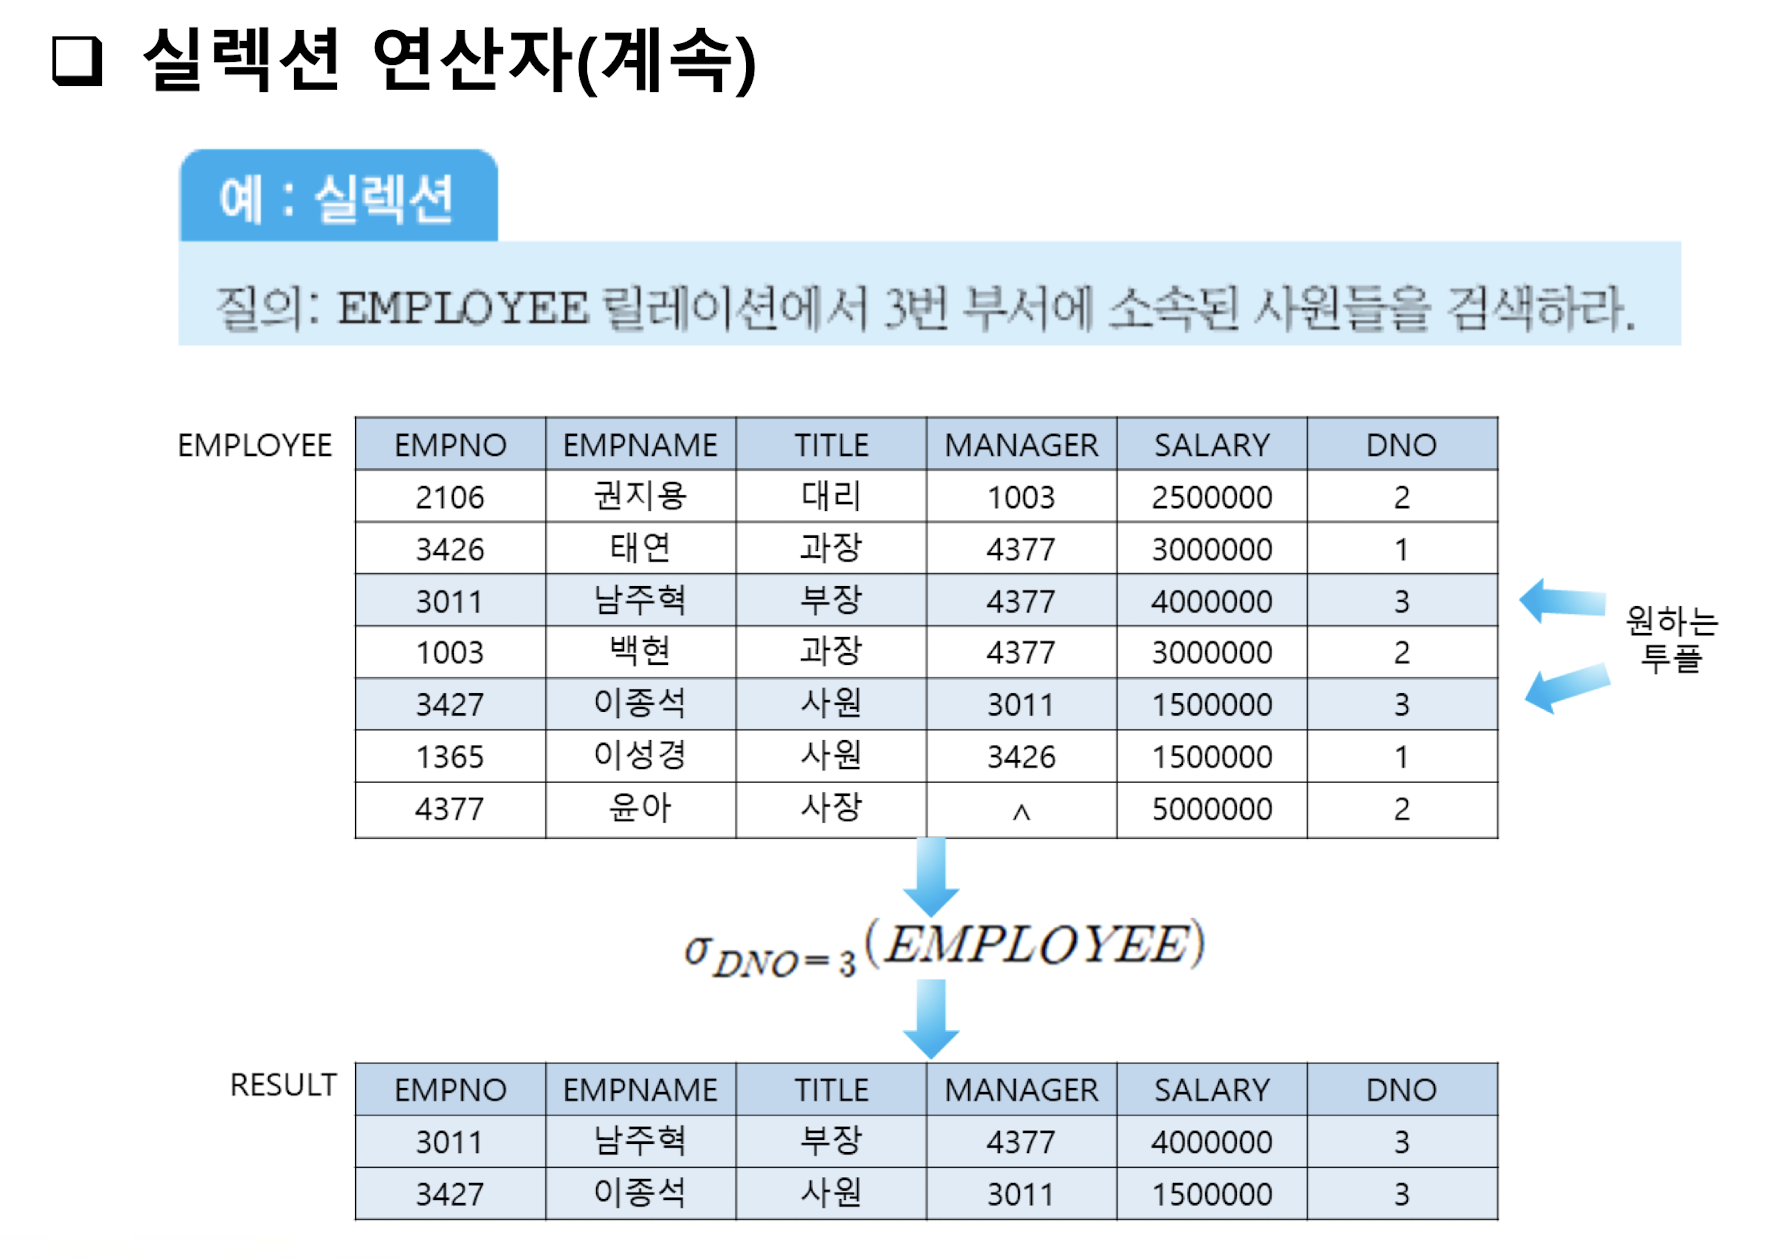 ❑ 실렉션 연산자(계속)
예 : 실렉션
질의: EMPLOYEE 릴레이션에서 3번 부서에 소속된 사원들을 검색하라.
EMPLOYEE EMPNO EMPNAME TITLE MANAGER SALARY DNO
2106 권지용 대리 1003 2500000 2
3426 태연 과장 4377 3000000 1
3011 남주혁 부장 4377 4000000 3
1003 백현 과장 4377 3000000 2
3427 이종석 사원 3011 1500000 3
1365 이성경 사원 3426 1500000 1
4377 윤아 사장 ∧ 5000000 2
원하는
투플
σ DNO=3 (EMPLOYEE)
RESULT EMPNO EMPNAME TITLE MANAGER SALARY DNO
3011 남주혁 부장 4377 4000000 3
3427 이종석 사원 3011 1500000 3